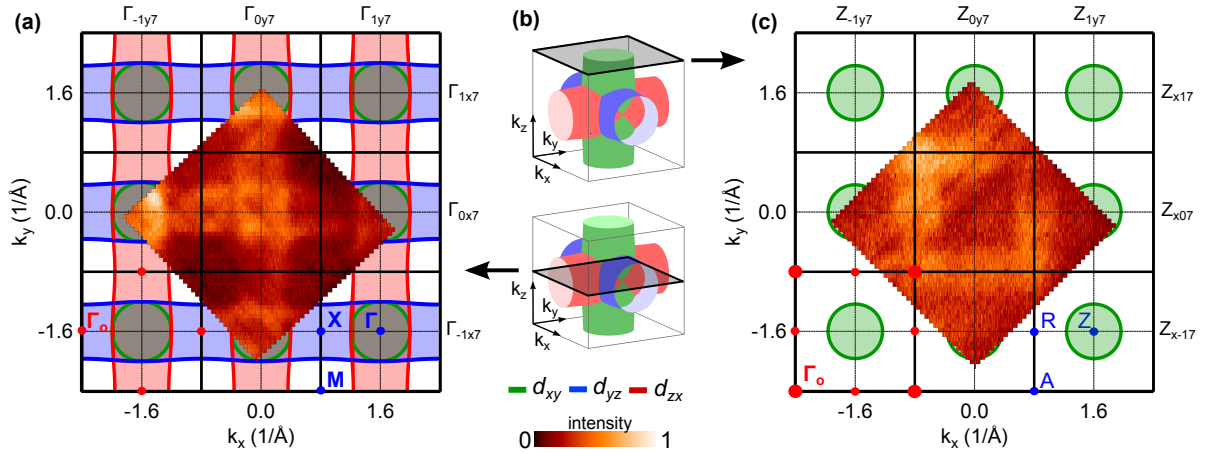 (a)
Γ-1y7
Γ0y7
Γ1y7
Γ1x7
Γ0x7
Γ-1x7
1.6
0.0
-1.6
ky (1/Å)
Γo
X
Γ
M
-1.6
0.0
1.6
kx (1/Å)
(b)
kz
ky
kx
kz
ky
kx
dxy
dyz
dzx
intensity
0
1
(c)
Z-1y7
Z0y7
Z1y7
Zx17
Zx07
Zx-17
1.6
0.0
-1.6
ky (1/Å)
Γo
R
Z
A
-1.6
0.0
1.6
kx (1/Å)